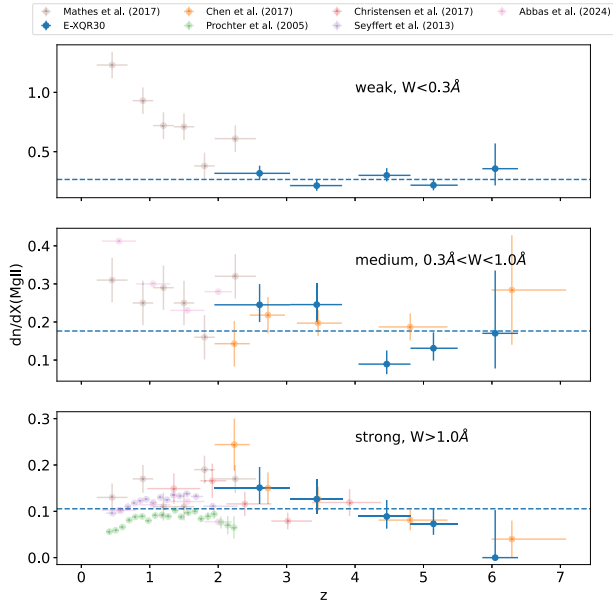 Mathes et al. (2017) Chen et al. (2017) Christensen et al. (2017) Abbas et al. (2024)
E-XQR30 Prochter et al. (2005) Seyffert et al. (2013)
weak, W<0.3Å
1.0
0.5
medium, 0.3Å<W<1.0Å
0.4
0.3
0.2
0.1
dn/dX(MgII)
strong, W>1.0Å
0.3
0.2
0.1
0.0
0 1 2 3 4 5 6 7
z